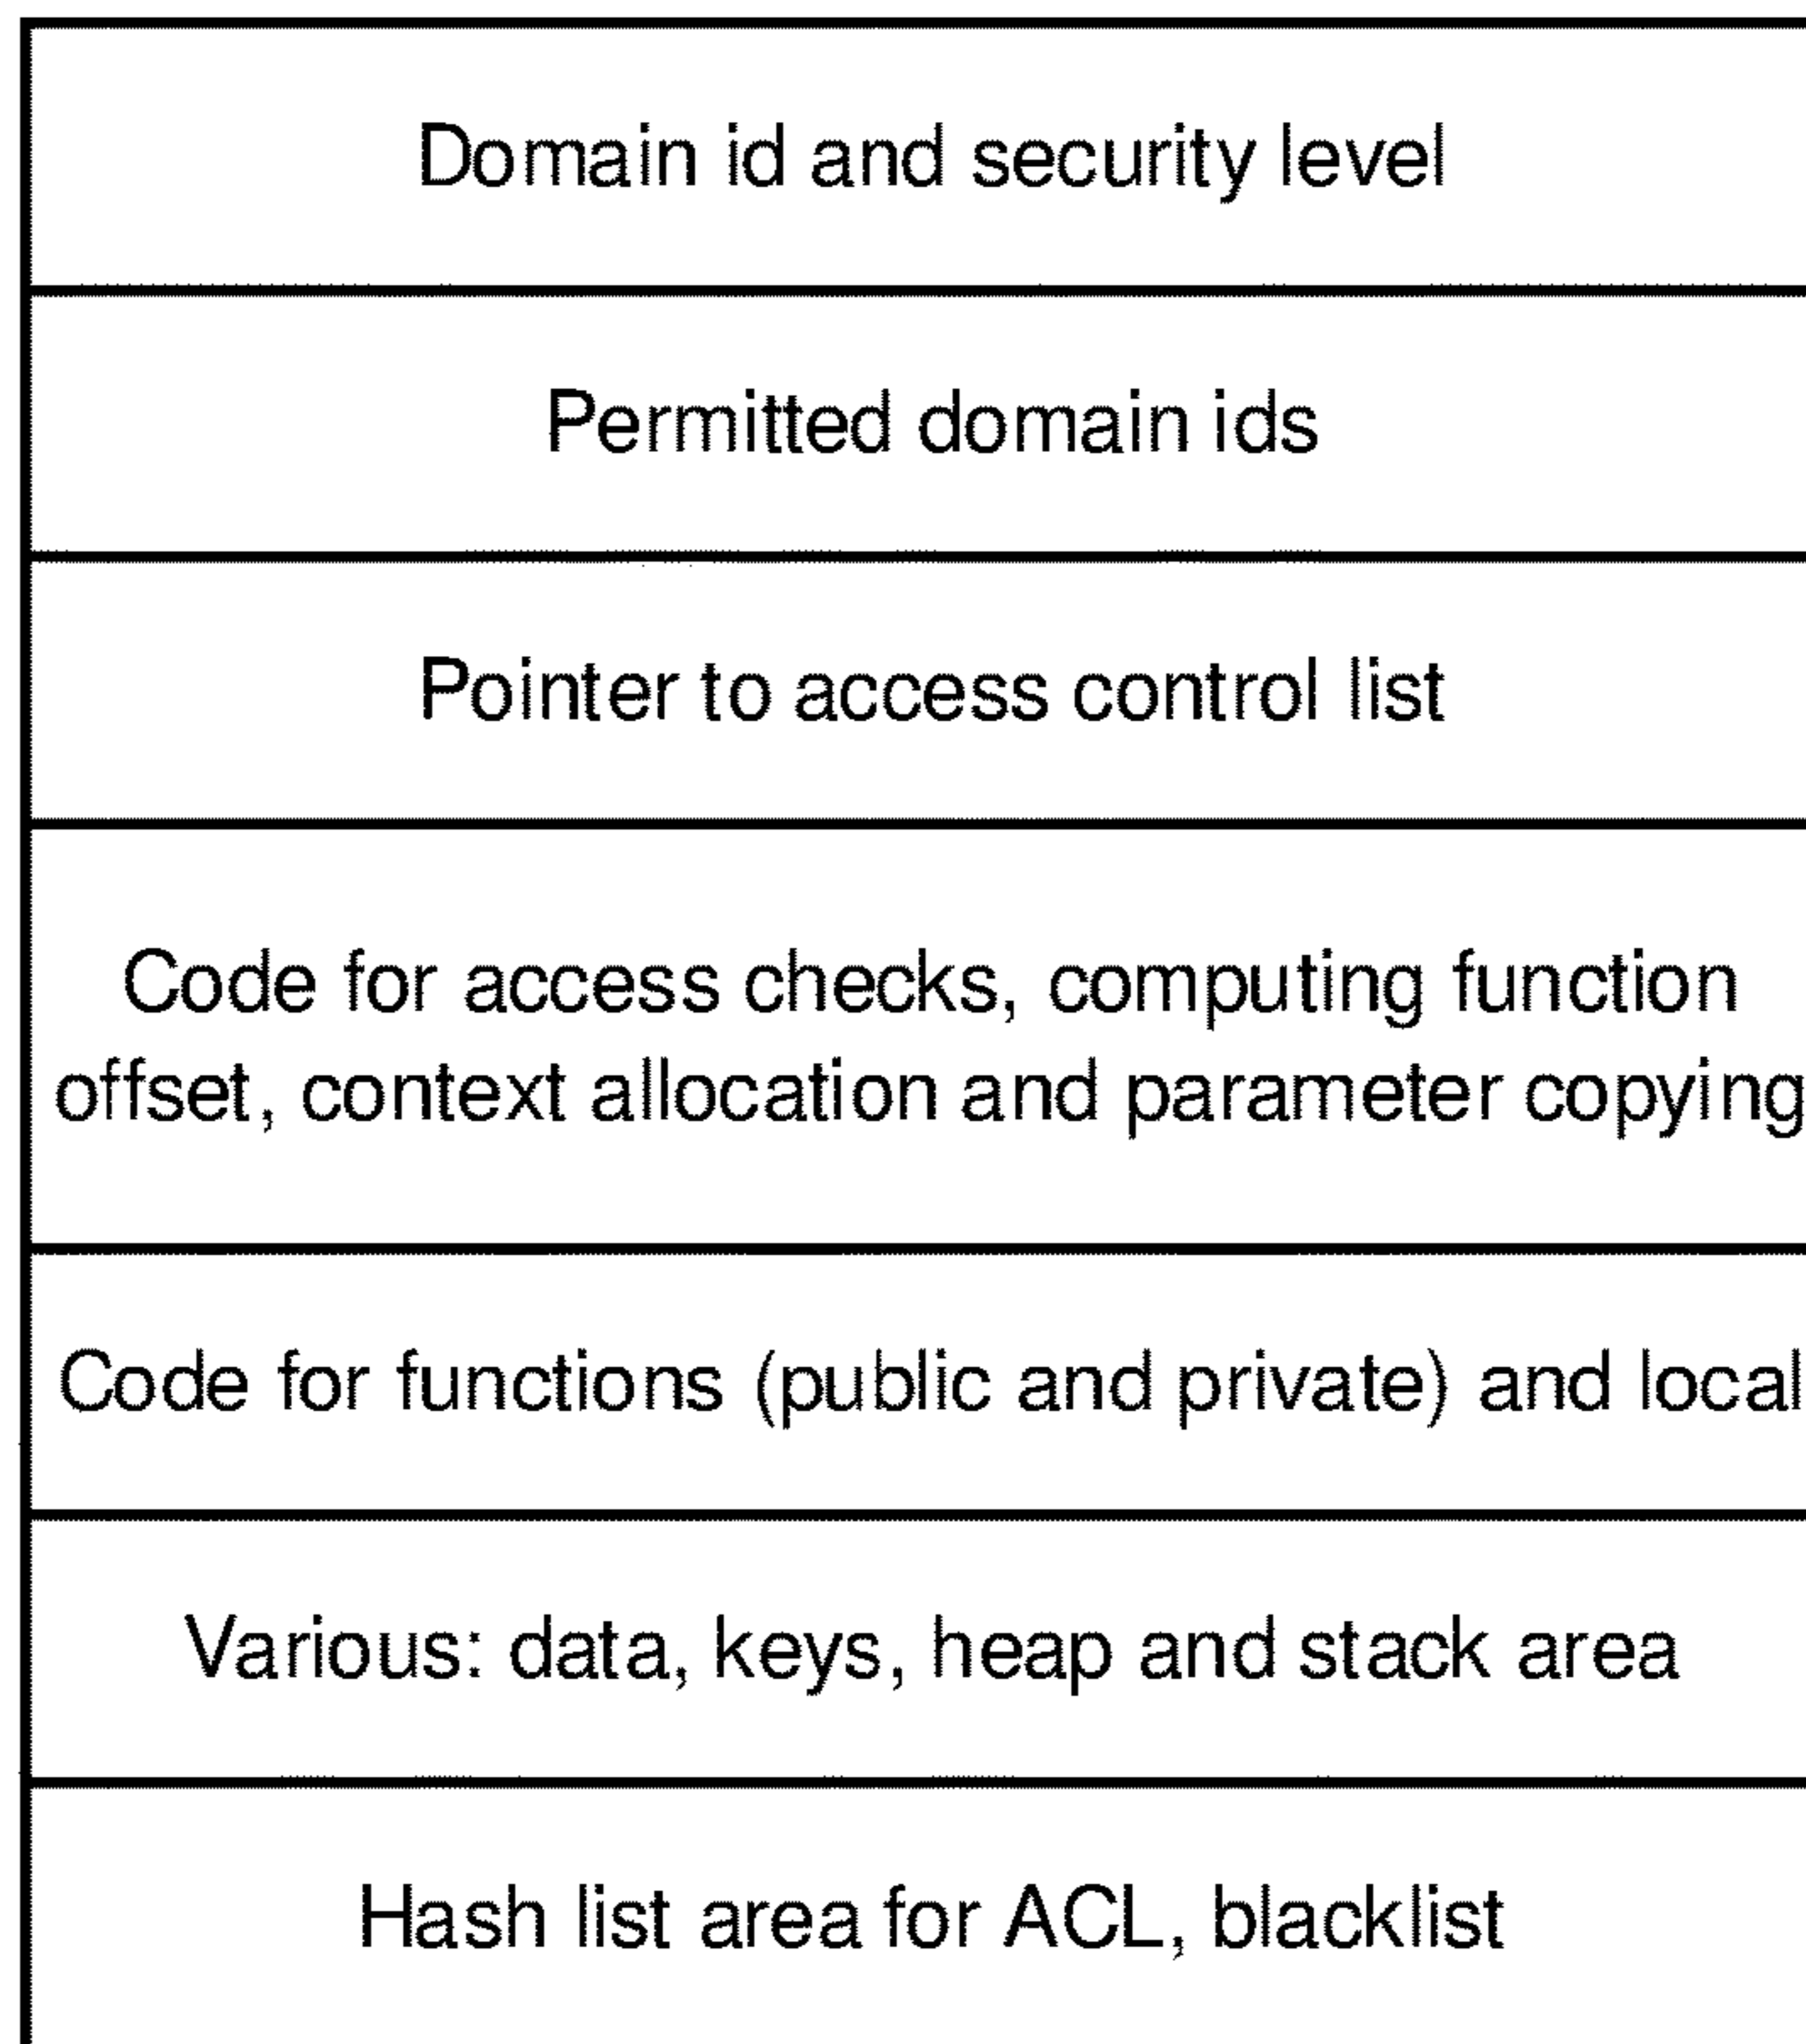 Domain id and security level
Permitted domain ids
Pointer to access control list
Code for access checks, computing function
offset, context allocation and parameter copying
Code for functions (public and private) and local
Various: data, keys, heap and stack area
Hash list area for ACL, blacklist